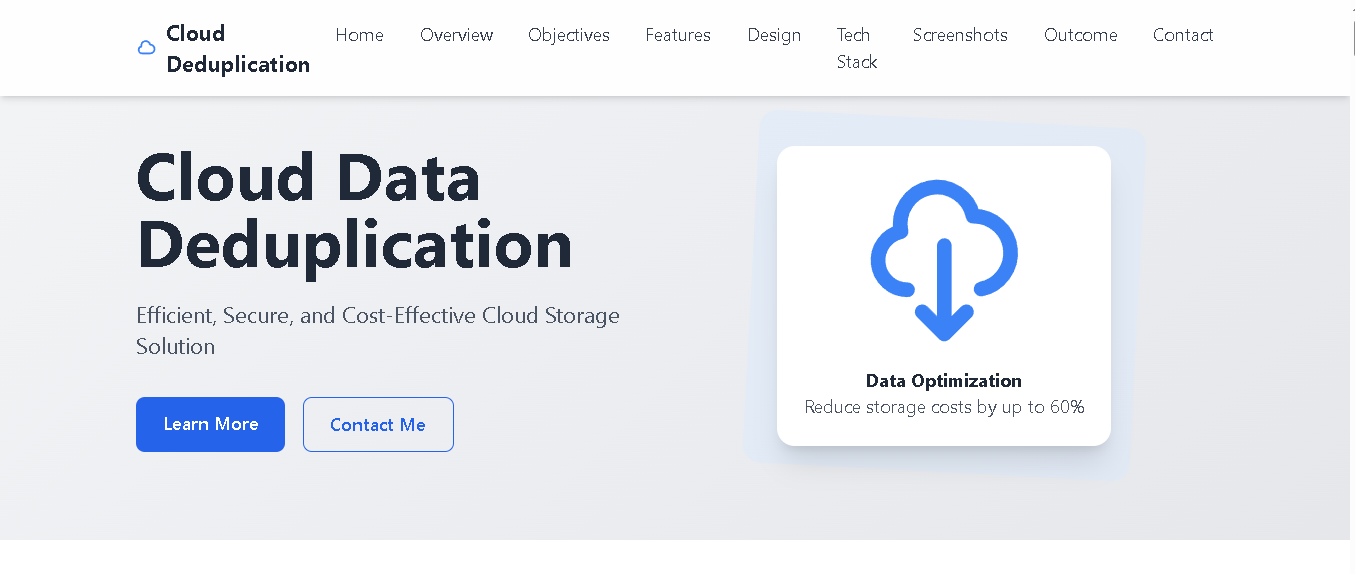 Cloud
Deduplication
Home
Overview
Objectives
Features
Design
Tech
Stack
Screenshots
Outcome
Contact
Cloud Data
Deduplication
Efficient, Secure, and Cost-Effective Cloud Storage
Solution
Learn More
Contact Me
Data Optimization
Reduce storage costs by up to 60%